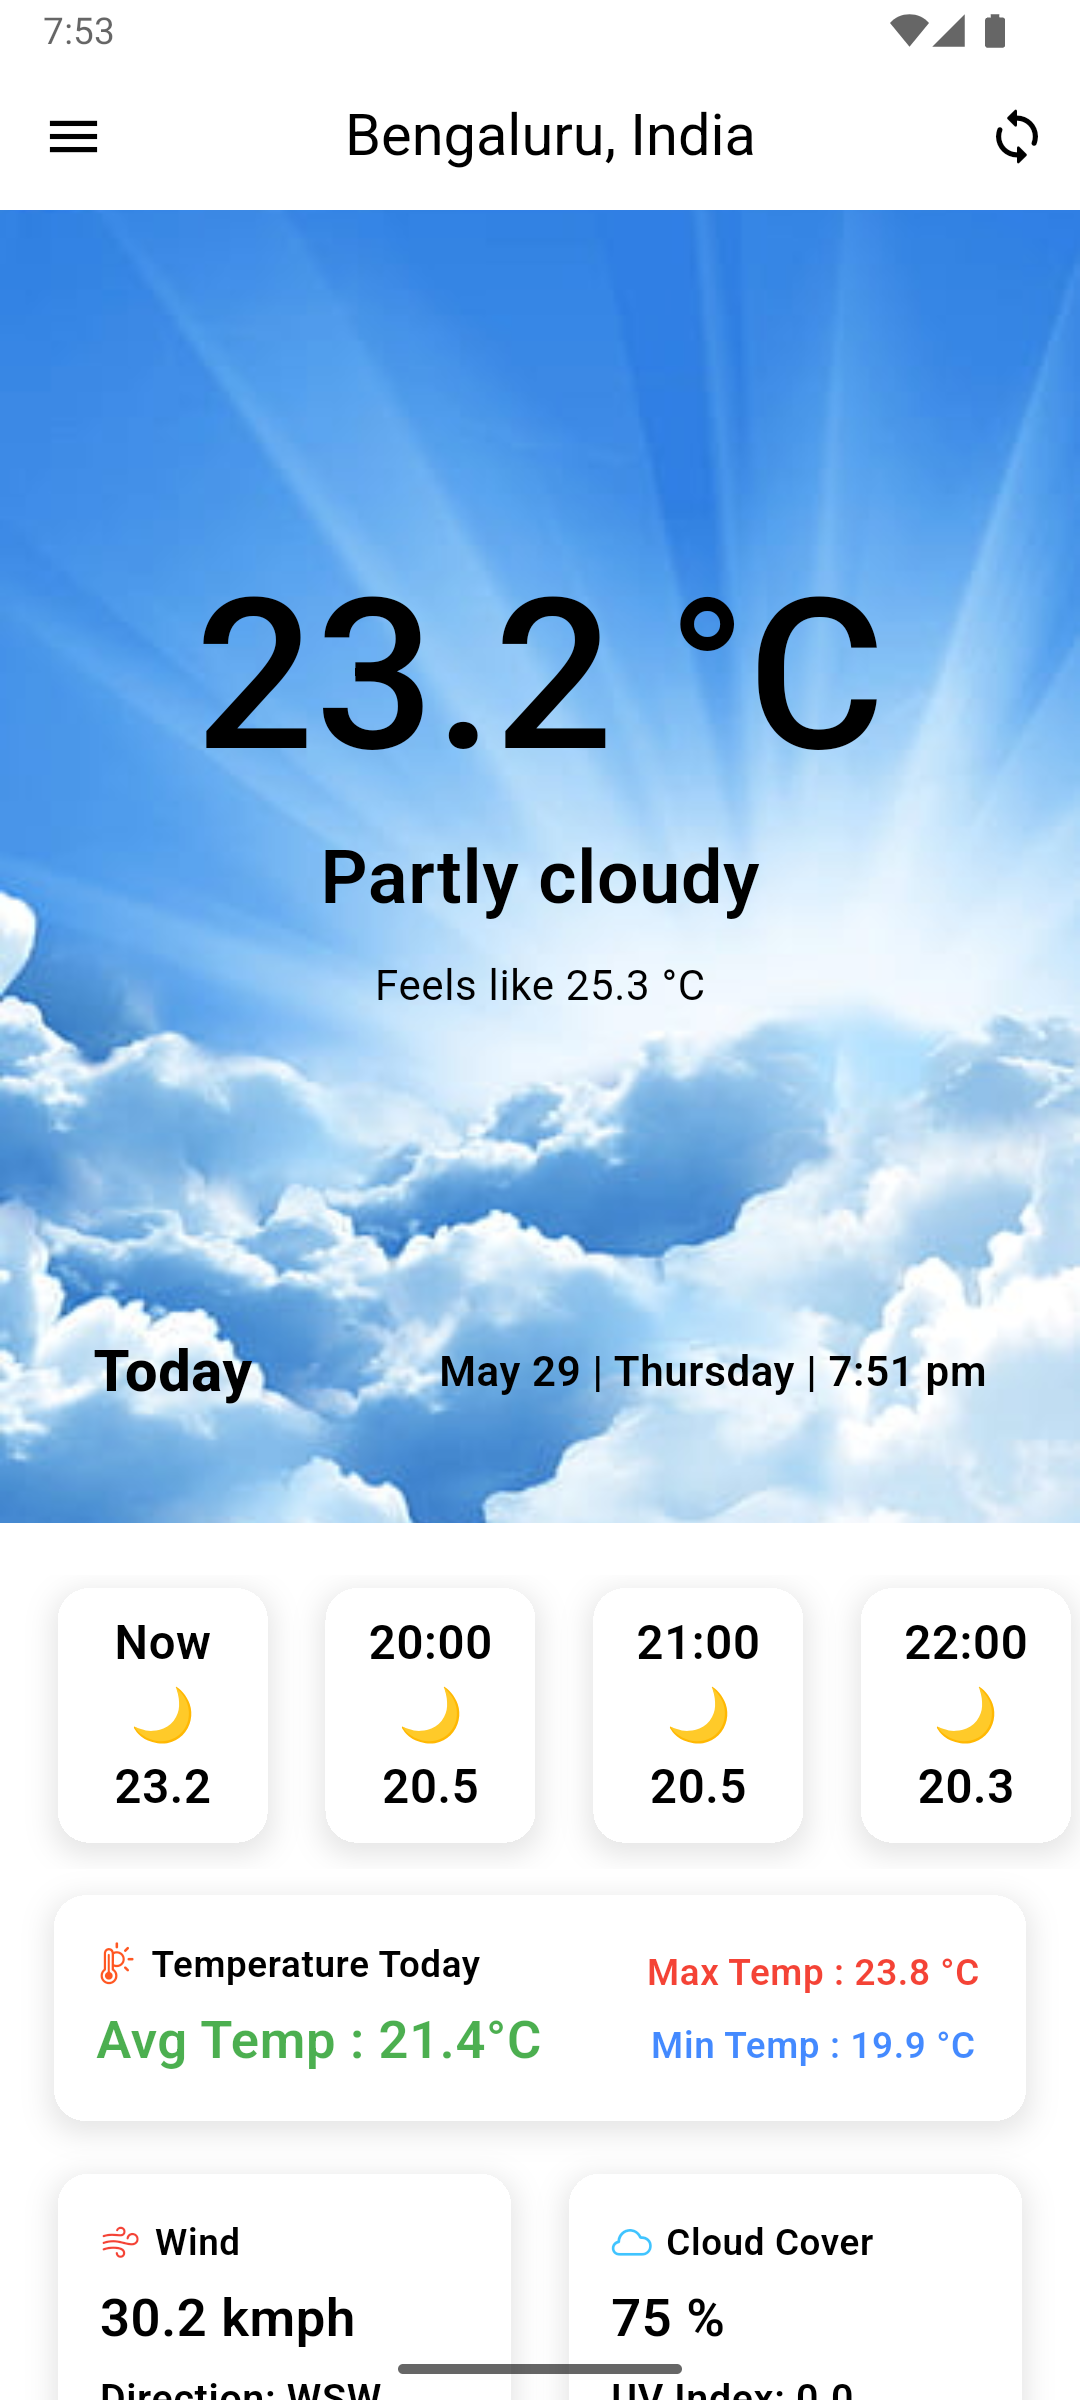 7:53
Bengaluru, India
23.2 °C
Partly cloudy
Feels like 25.3 °C
Today
May 29 | Thursday | 7:51 pm
Now
23.2
20:00
20.5
21:00
20.5
22:00
20.3
Temperature Today
Avg Temp : 21.4°C
Max Temp : 23.8 °C
Min Temp : 19.9 °C
Wind
30.2 kmph
Direction: WSW
Cloud Cover
75 %
UV Index: 0.0